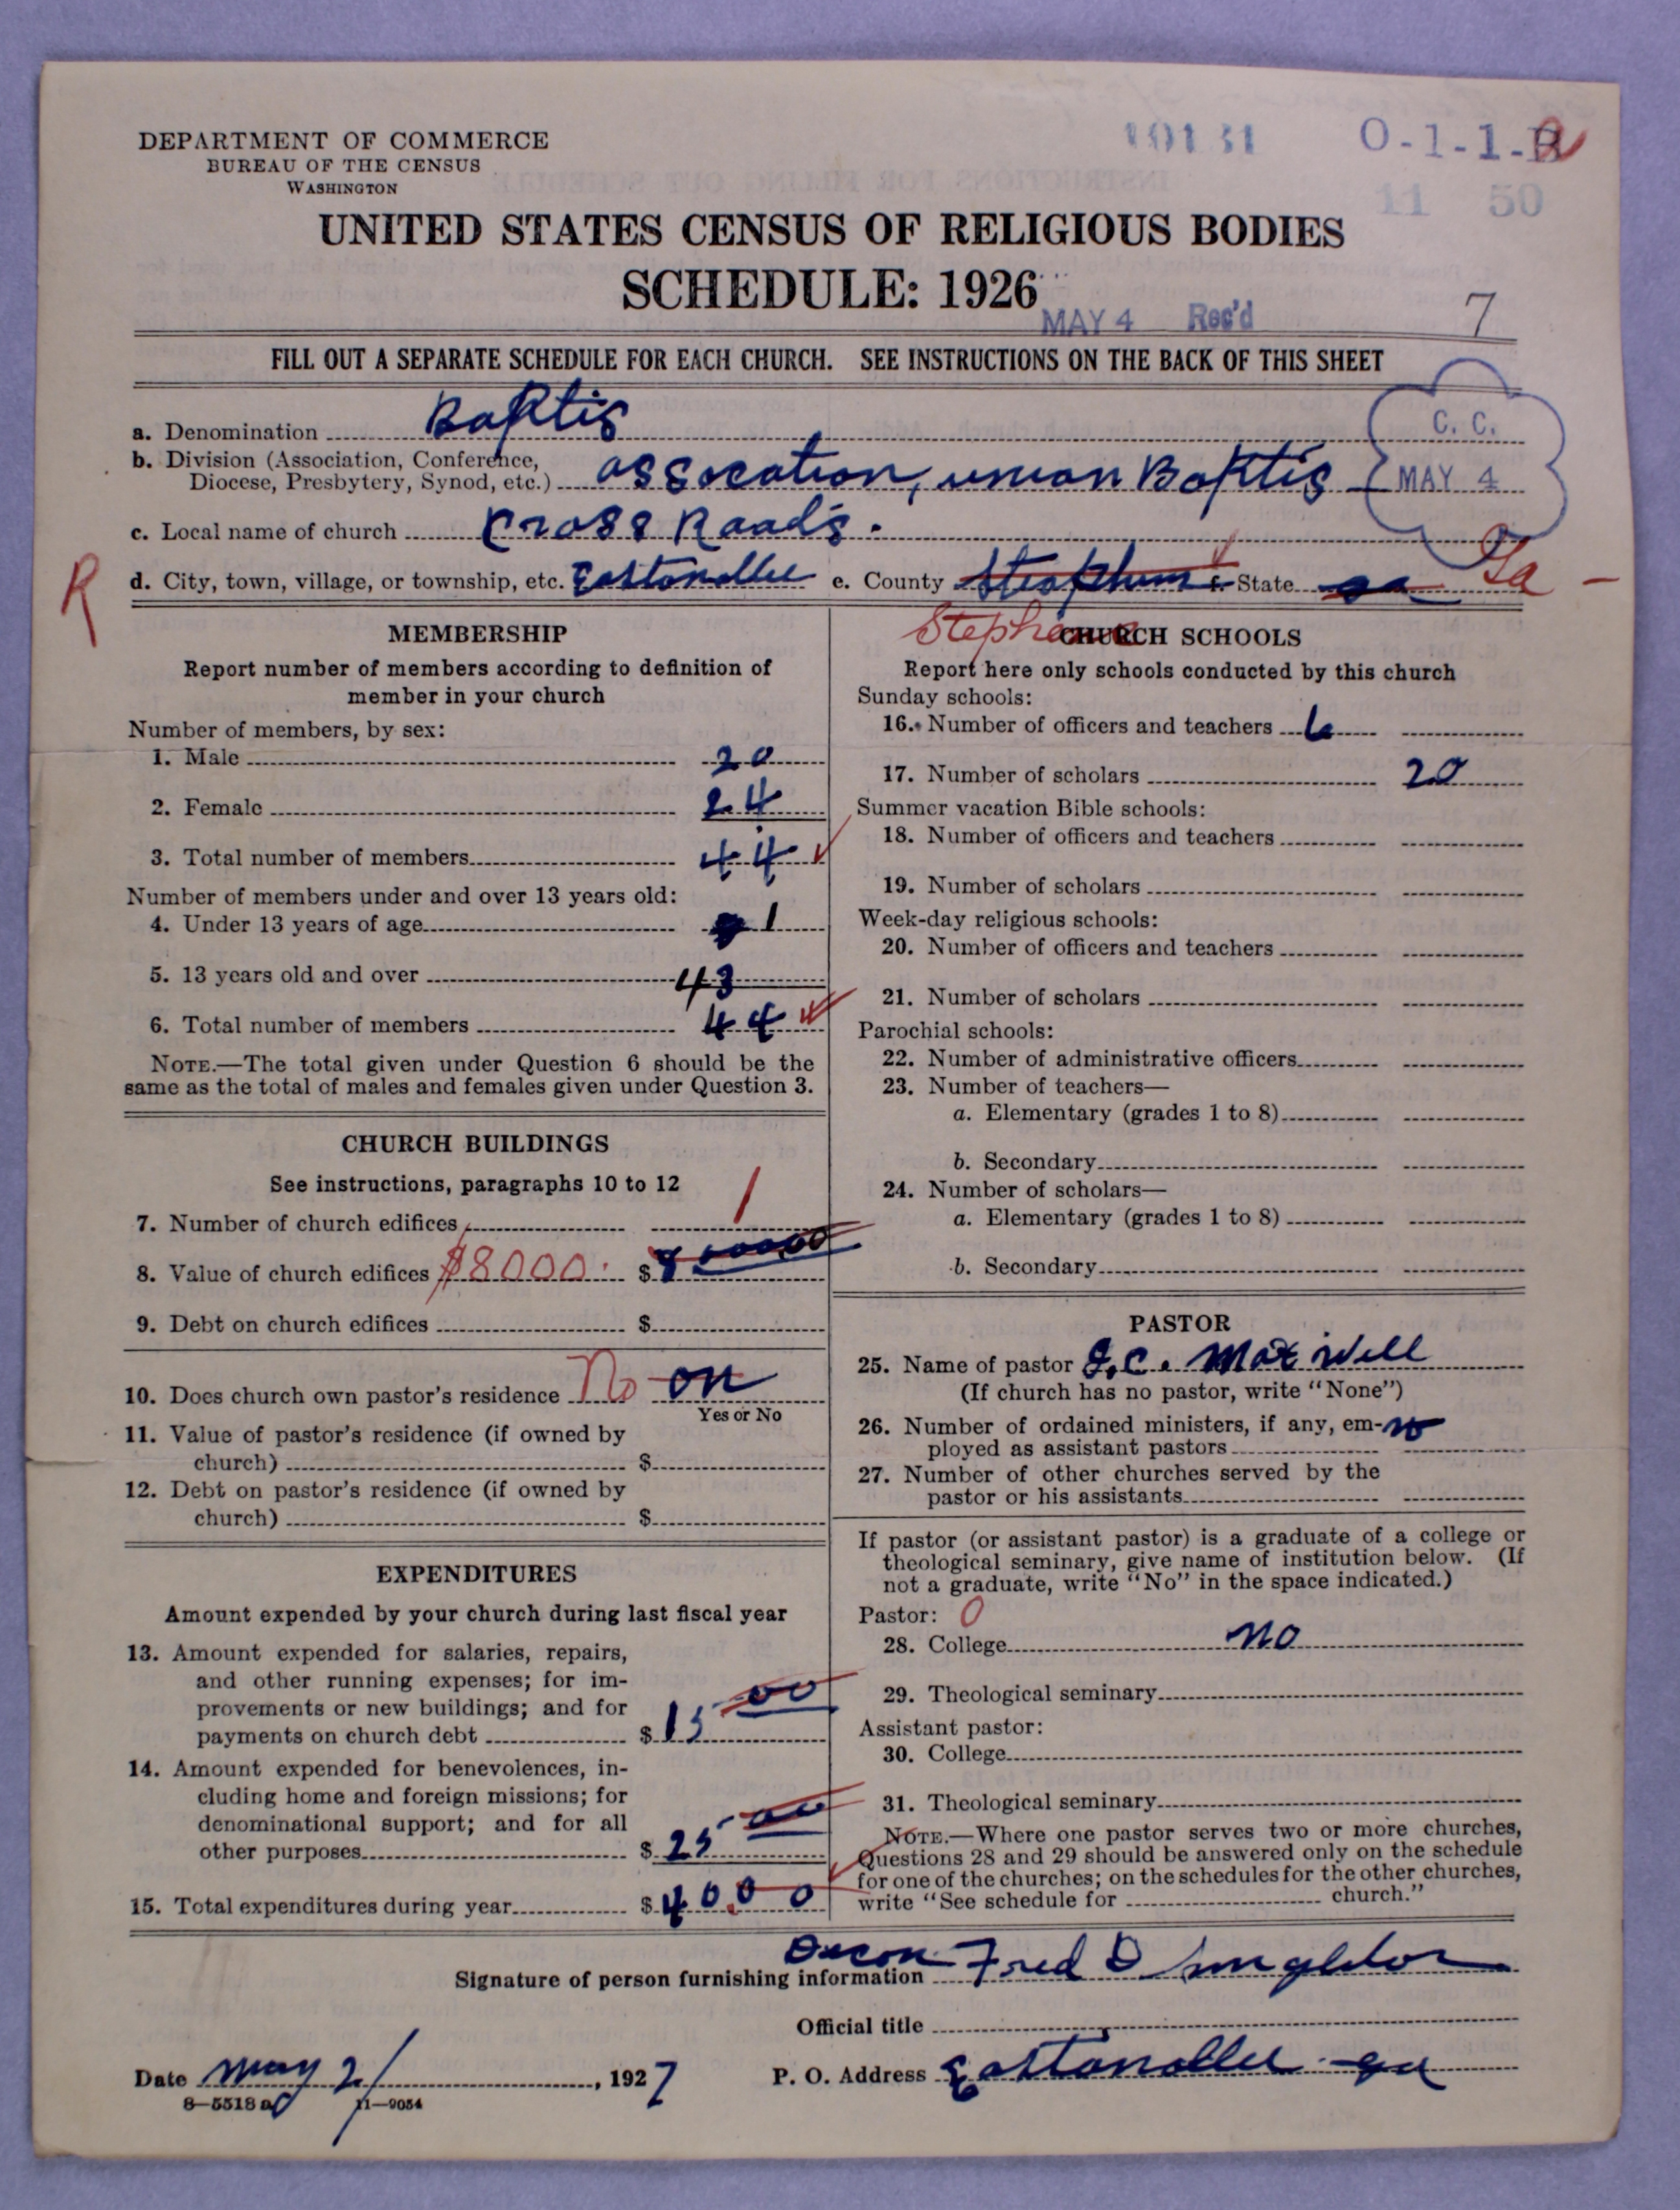 DEPARTMENT OF COMMERCE
BUREAU OF THE CENSUS
WASHINGTON
10131
O-1-1-B
11 50
UNITED STATES CENSUS OF RELIGIOUS BODIES
SCHEDULE: 1926
MAY 4 Rec'd
7
FILL OUT A SEPARATE SCHEDULE FOR EACH CHURCH. SEE INSTRUCTIONS ON THE BACK OF THIS SHEET
a. Denomination Baptis
C. C.
MAY 4
b. Division (Association, Conference,
Diocese, Presbytery, Synod, etc.) assocation, union Baptis
c. Local name of church Cross Roads.
R
d. City, town, village, or township, etc. Eastonollee e. County f. State ga Ga
Stephens
MEMBERSHIP
Report number of members according to definition of
member in your church
Number of members, by sex:
1. Male 20
2. Female 24
3. Total number of members 44
Number of members under and over 13 years old:
4. Under 13 years of age 1
5. 13 years old and over 43
6. Total number of members 44
NOTE.—The total given under Question 6 should be the
same as the total of males and females given under Question 3.
CHURCH BUILDINGS
See instructions, paragraphs 10 to 12
7. Number of church edifices 1
8. Value of church edifices $8000. $ 8
9. Debt on church edifices $
10. Does church own pastor's residence No on
Yes or No
11. Value of pastor's residence (if owned by
church) $
12. Debt on pastor's residence (if owned by
church) $
EXPENDITURES
Amount expended by your church during last fiscal year
13. Amount expended for salaries, repairs,
and other running expenses; for im-
provements or new buildings; and for
payments on church debt $ 15 00
14. Amount expended for benevolences, in-
cluding home and foreign missions; for
denominational support; and for all
other purposes $ 25 00
15. Total expenditures during year $ 40.00
CHURCH SCHOOLS
Report here only schools conducted by this church
Sunday schools:
16. Number of officers and teachers 6
17. Number of scholars 20
Summer vacation Bible schools:
18. Number of officers and teachers
19. Number of scholars
Week-day religious schools:
20. Number of officers and teachers
21. Number of scholars
Parochial schools:
22. Number of administrative officers
23. Number of teachers—
a. Elementary (grades 1 to 8)
b. Secondary
24. Number of scholars—
a. Elementary (grades 1 to 8)
b. Secondary
PASTOR
25. Name of pastor J.C. Maxwell
(If church has no pastor, write "None")
26. Number of ordained ministers, if any, em- no
ployed as assistant pastors
27. Number of other churches served by the
pastor or his assistants
If pastor (or assistant pastor) is a graduate of a college or
theological seminary, give name of institution below. (If
not a graduate, write "No" in the space indicated.)
Pastor: 0
28. College no
29. Theological seminary
Assistant pastor:
30. College
31. Theological seminary
NOTE.—Where one pastor serves two or more churches,
Questions 28 and 29 should be answered only on the schedule
for one of the churches; on the schedules for the other churches,
write "See schedule for church."
Signature of person furnishing information Deacon Fred D Singleton
Official title
Date may 2/, 1927 P. O. Address Eastonollee ga
8—5518 a 11—9054